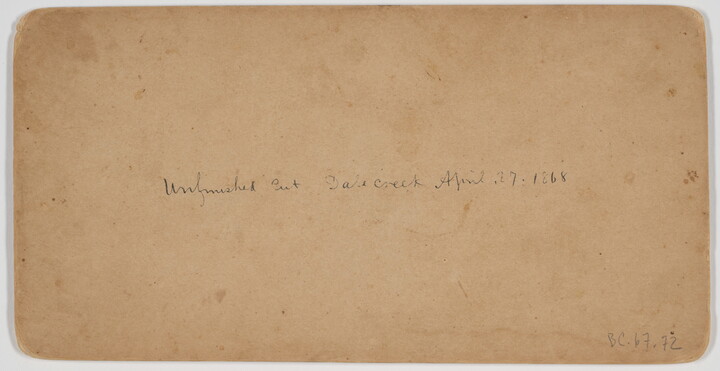 Unfinished Cut Dale creek April. 27. 1868
BC.67.72